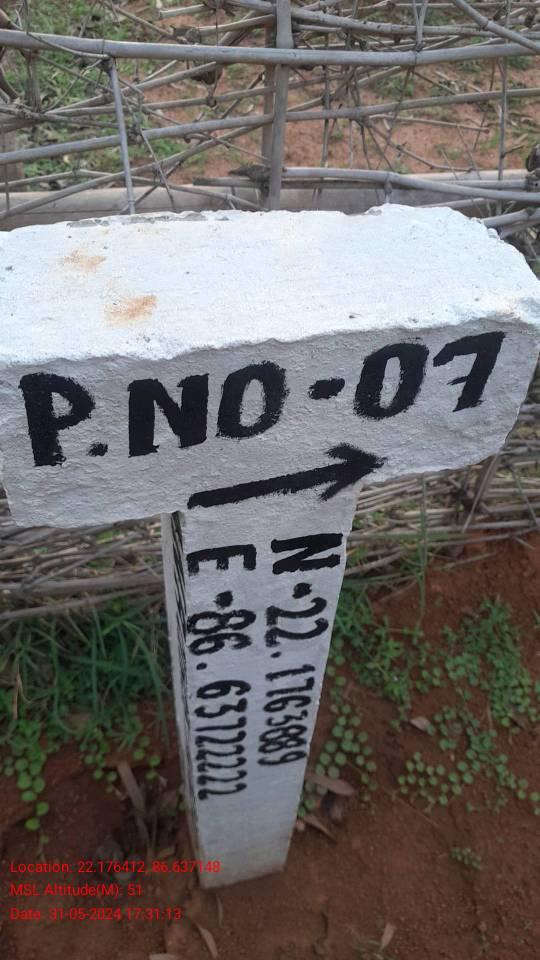 P.NO-07
→
N-22.1763889
E-86.63722222
Location: 22.176412, 86.637148
MSL Altitude(M): 51
Date: 31-05-2024 17:31:13